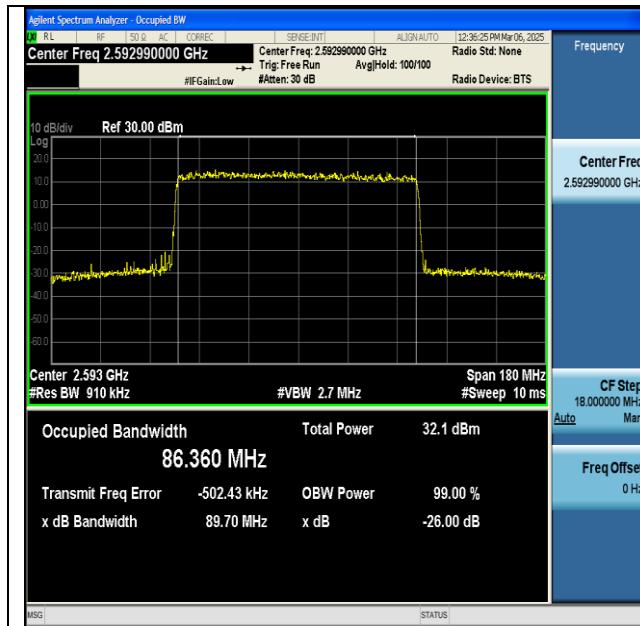 Agilent Spectrum Analyzer - Occupied BW
LXI RL RF 50 Ω AC CORREC SENSE:INT ALIGN AUTO 12:36:25 PM Mar 06, 2025
Center Freq 2.592990000 GHz
Center Freq: 2.592990000 GHz Radio Std: None
Trig: Free Run Avg|Hold: 100/100
#IFGain:Low #Atten: 30 dB Radio Device: BTS
10 dB/div Ref 30.00 dBm
Log
20.0
10.0
0.00
-10.0
-20.0
-30.0
-40.0
-50.0
-60.0
Center 2.593 GHz Span 180 MHz
#Res BW 910 kHz #VBW 2.7 MHz #Sweep 10 ms
Occupied Bandwidth Total Power 32.1 dBm
86.360 MHz
Transmit Freq Error -502.43 kHz OBW Power 99.00 %
x dB Bandwidth 89.70 MHz x dB -26.00 dB
MSG STATUS
Frequency
Center Freq
2.592990000 GHz
CF Step
18.000000 MHz
Auto Man
Freq Offset
0 Hz